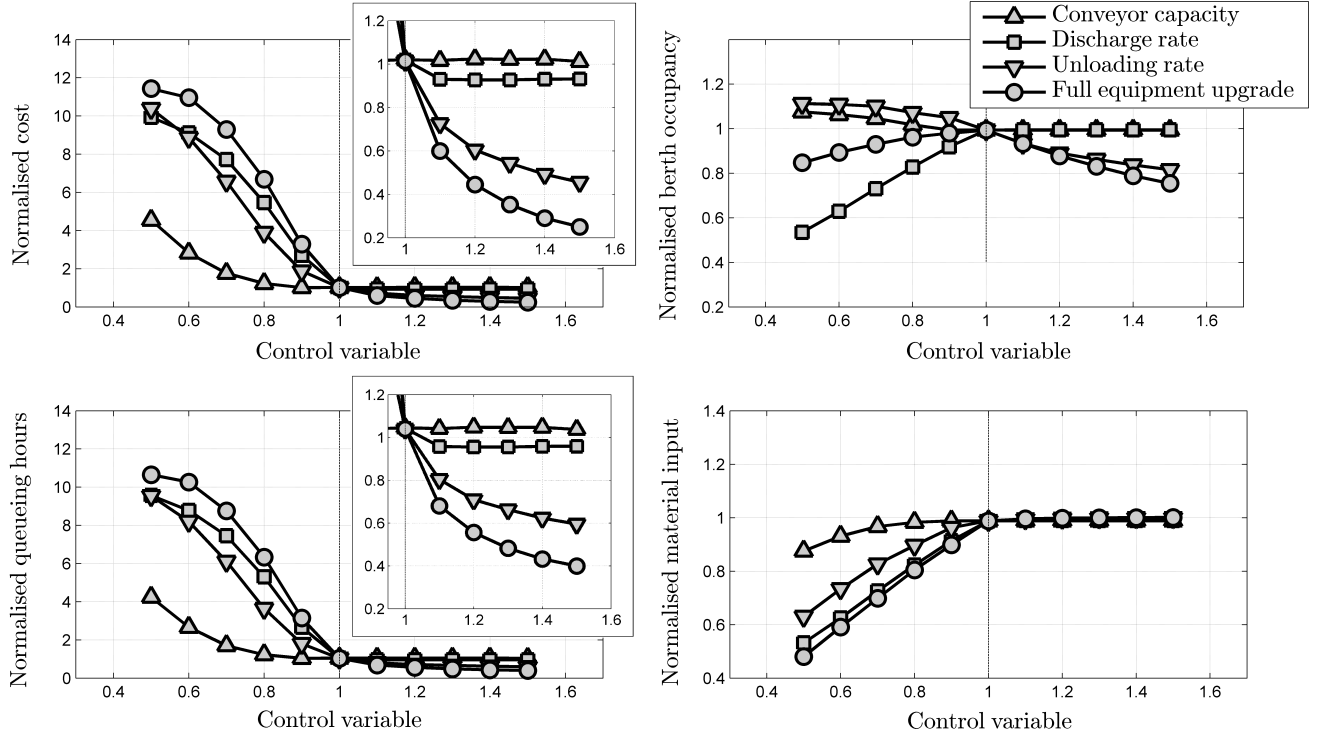 Conveyor capacity
Discharge rate
Unloading rate
Full equipment upgrade
Normalised cost
14
12
10
8
6
4
2
0
0.4 0.6 0.8 1 1.2 1.4 1.6
Control variable
1.2
1
0.8
0.6
0.4
0.2
1 1.2 1.4 1.6
Normalised berth occupancy
1.2
1
0.8
0.6
0.4
0.2
0.4 0.6 0.8 1 1.2 1.4 1.6
Control variable
Normalised queueing hours
14
12
10
8
6
4
2
0
0.4 0.6 0.8 1 1.2 1.4 1.6
Control variable
1.2
1
0.8
0.6
0.4
0.2
1 1.2 1.4 1.6
Normalised material input
1.4
1.2
1
0.8
0.6
0.4
0.4 0.6 0.8 1 1.2 1.4 1.6
Control variable